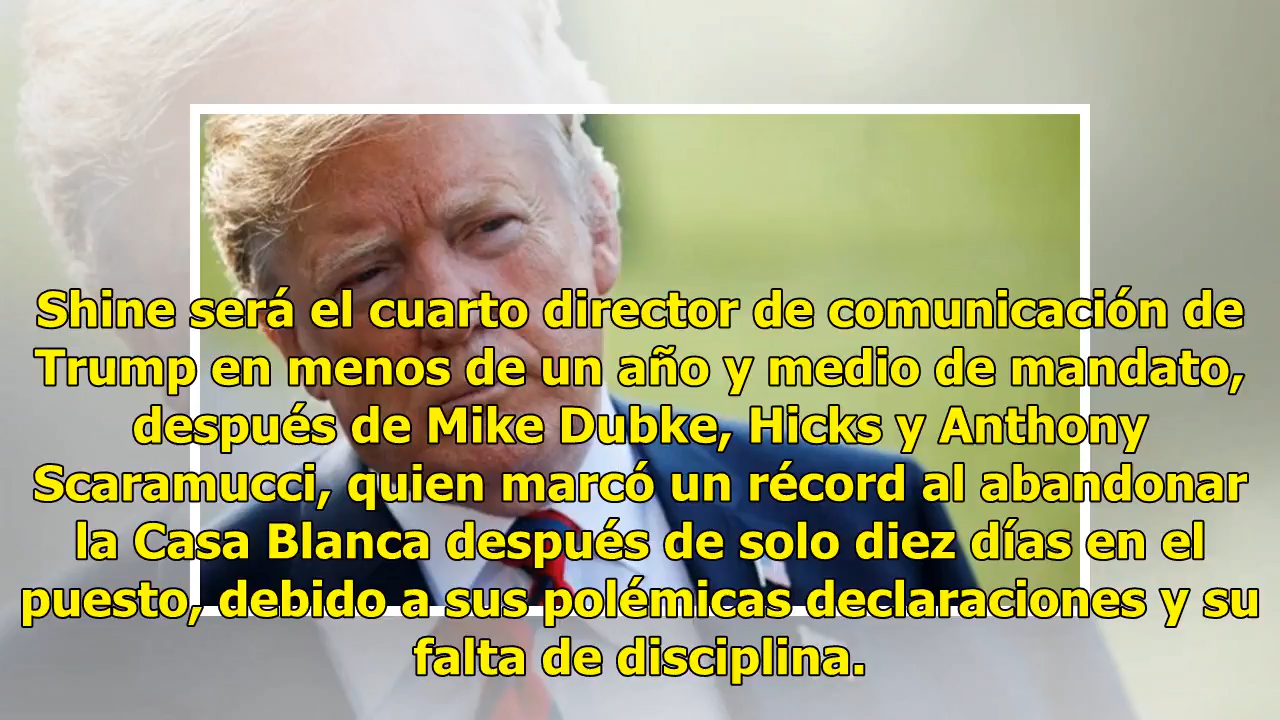 Shine será el cuarto director de comunicación de
Trump en menos de un año y medio de mandato,
después de Mike Dubke, Hicks y Anthony
Scaramucci, quien marcó un récord al abandonar
la Casa Blanca después de solo diez días en el
puesto, debido a sus polémicas declaraciones y su
falta de disciplina.